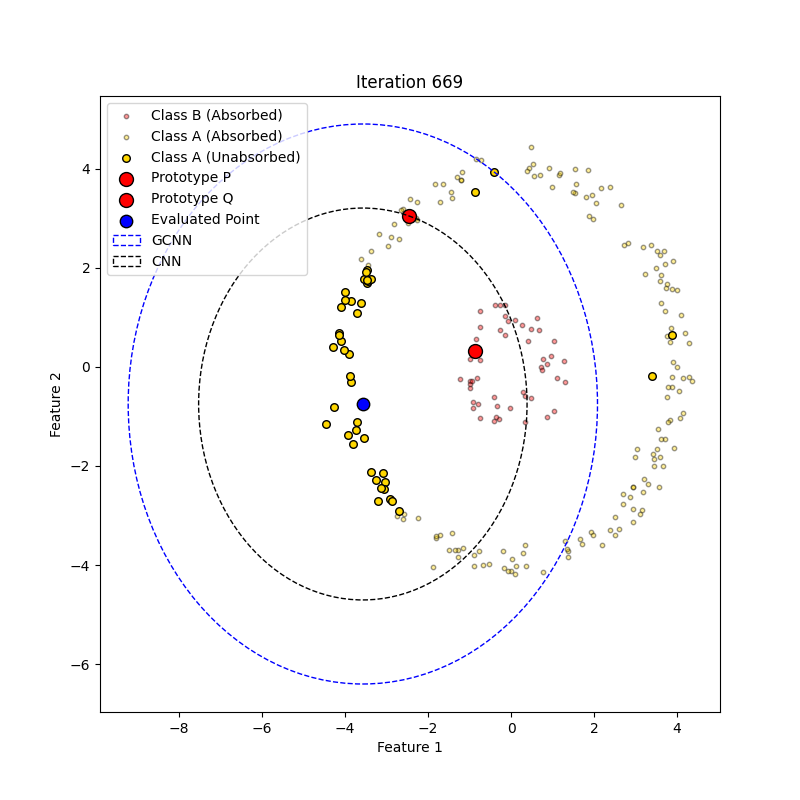 Iteration 669
Class B (Absorbed)
Class A (Absorbed)
Class A (Unabsorbed)
Prototype P
Prototype Q
Evaluated Point
GCNN
CNN
4
2
0
−2
−4
−6
Feature 2
−8
−6
−4
−2
0
2
4
Feature 1